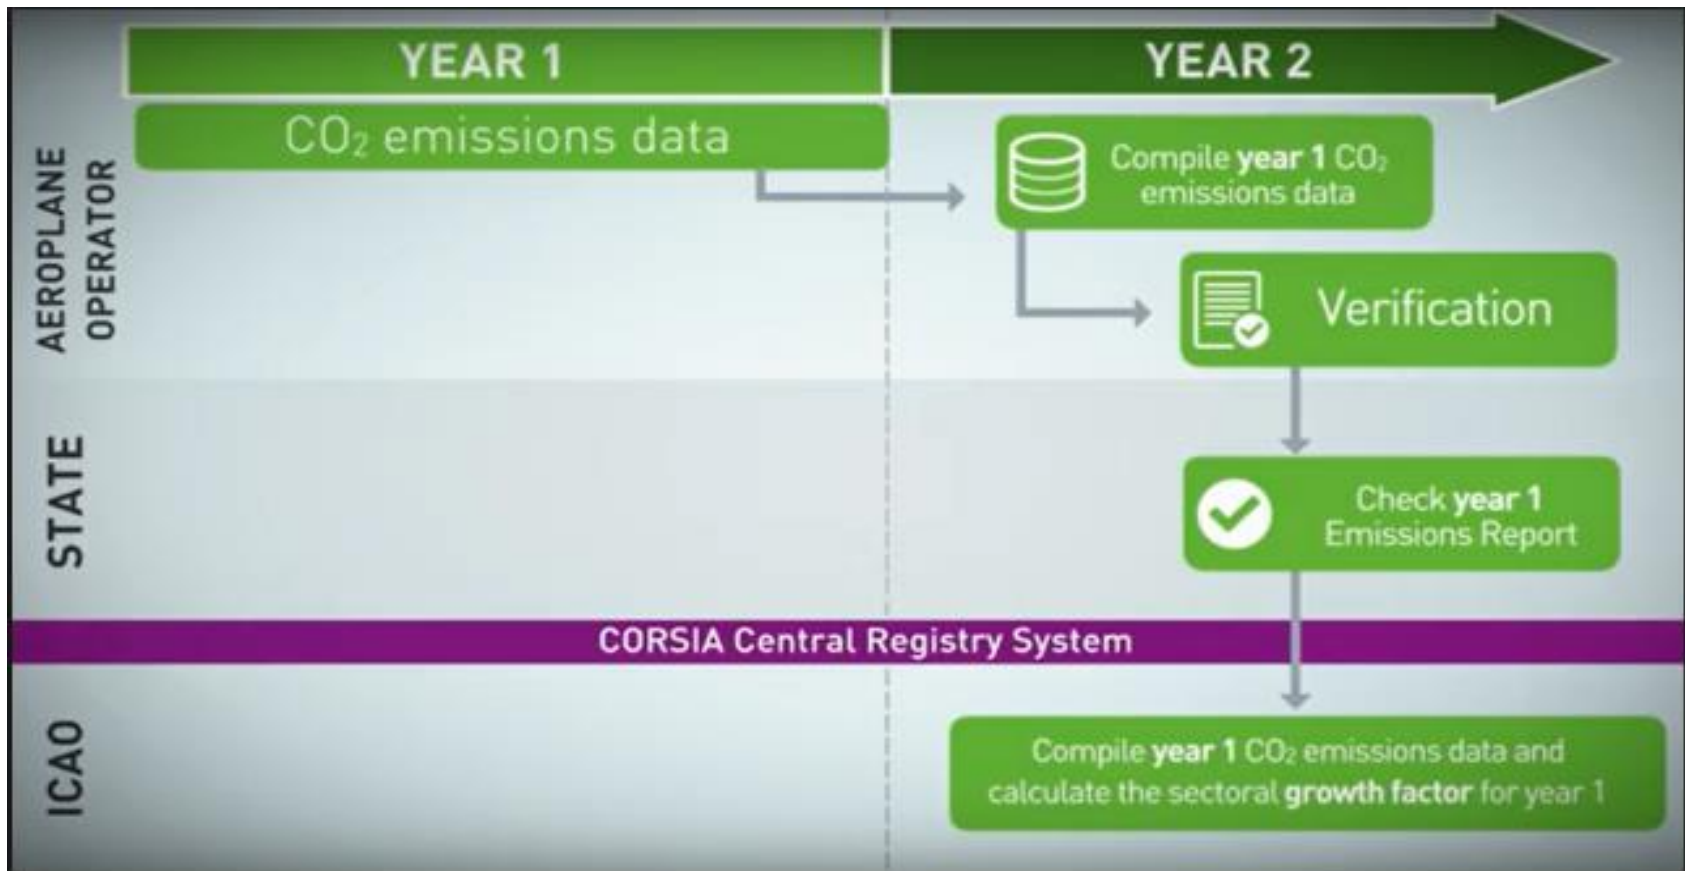 YEAR 1
YEAR 2
CO₂ emissions data
AEROPLANE
OPERATOR
Compile year 1 CO₂
emissions data
Verification
STATE
Check year 1
Emissions Report
CORSIA Central Registry System
ICAO
Compile year 1 CO₂ emissions data and
calculate the sectoral growth factor for year 1